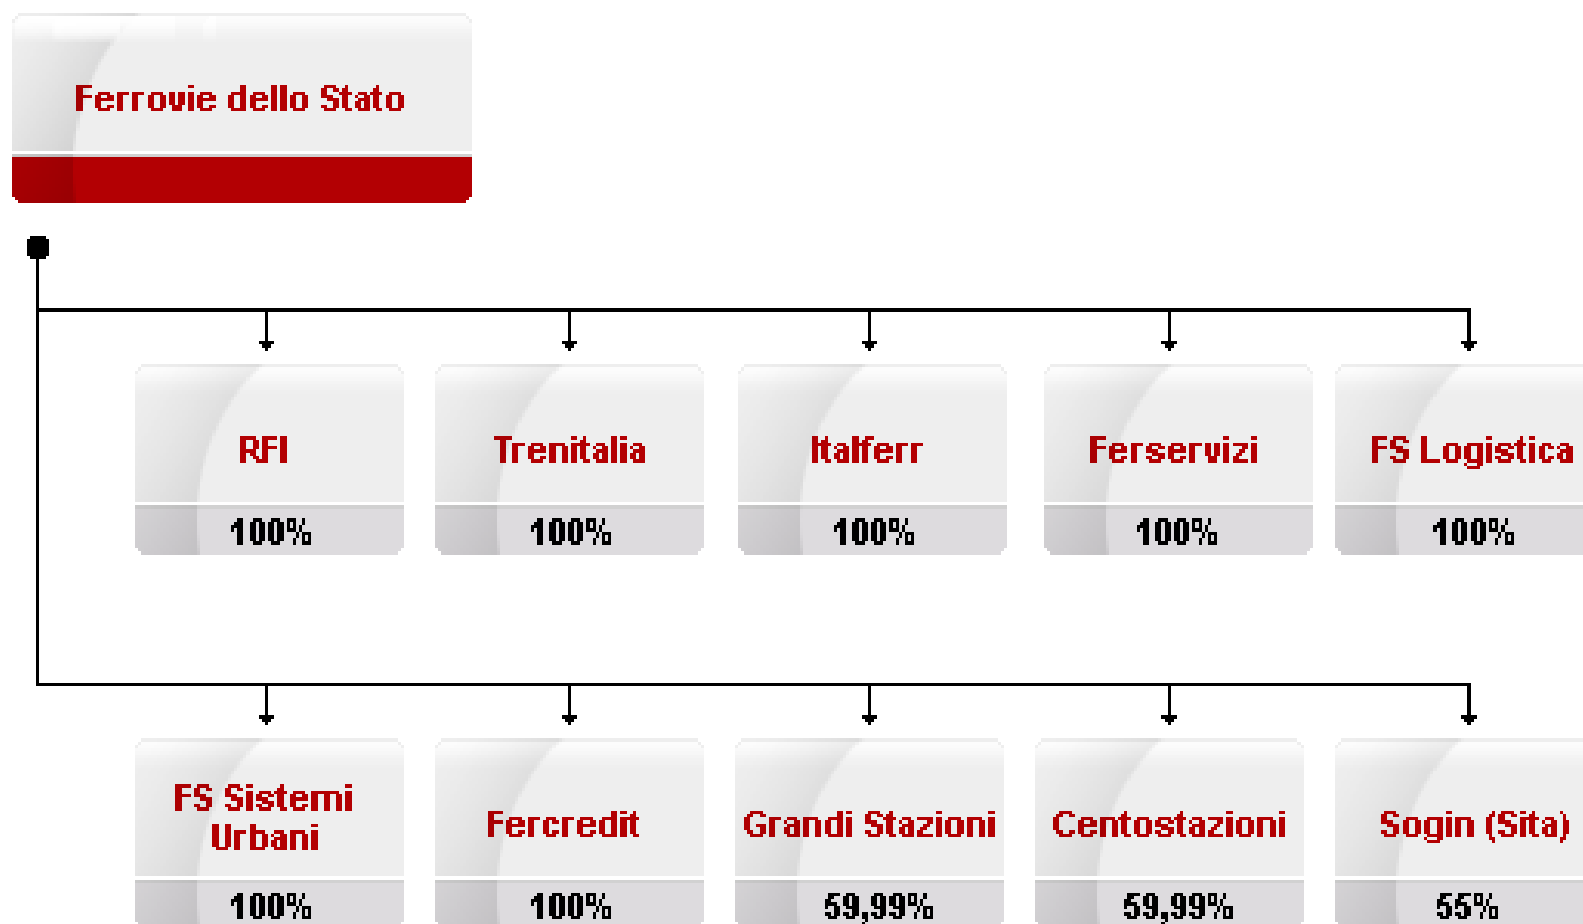 Ferrovie dello Stato
RFI
Trenitalia
Italferr
Ferservizi
FS Logistica
100%
100%
100%
100%
100%
FS Sistemi
Urbani
Fercredit
Grandi Stazioni
Centostazioni
Sogin (Sita)
100%
100%
59,99%
59,99%
55%